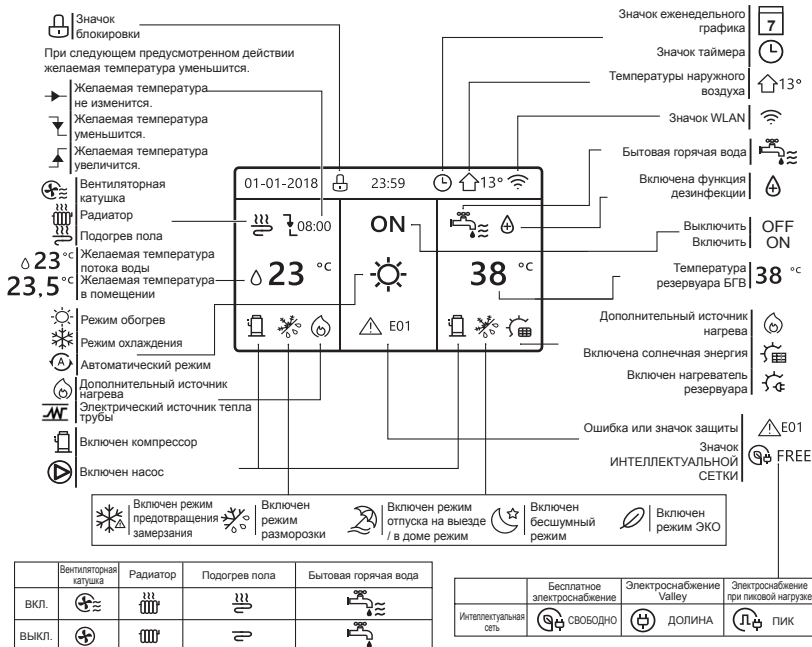 Значок
блокировки
При следующем предусмотренном действии
желаемая температура уменьшится.
Желаемая температура
не изменится.
Желаемая температура
уменьшится.
Желаемая температура
увеличится.
Вентиляторная
катушка
Радиатор
Подогрев пола
23°c Желаемая температура
потока воды
23,5°c Желаемая температура
в помещении
Режим обогрев
Режим охлаждения
A Автоматический режим
Дополнительный источник
нагрева
Электрический источник тепла
трубы
Включен компрессор
Включен насос
01-01-2018 23:59 13°
08:00
23 °c
ON
E01
38 °c
Значок еженедельного
графика 7
Значок таймера
Температуры наружного
воздуха 13°
Значок WLAN
Бытовая горячая вода
Включена функция
дезинфекции
Выключить OFF
Включить ON
Температура
резервуара БГВ 38 °c
Дополнительный источник
нагрева
Включена солнечная энергия
Включен нагреватель
резервуара
Ошибка или значок защиты E01
Значок
ИНТЕЛЛЕКТУАЛЬНОЙ
СЕТКИ FREE
Включен режим
предотвращения
замерзания
Включен
режим
разморозки
Включен режим
отпуска на выезде
/ в доме режим
Включен
бесшумный
режим
Включен
режим ЭКО
Вентиляторная
катушка
Радиатор
Подогрев пола
Бытовая горячая вода
ВКЛ.
ВЫКЛ.
Бесплатное
электроснабжение
Электроснабжение
Valley
Электроснабжение
при пиковой нагрузке
Интеллектуальная
сеть
СВОБОДНО
ДОЛИНА
ПИК